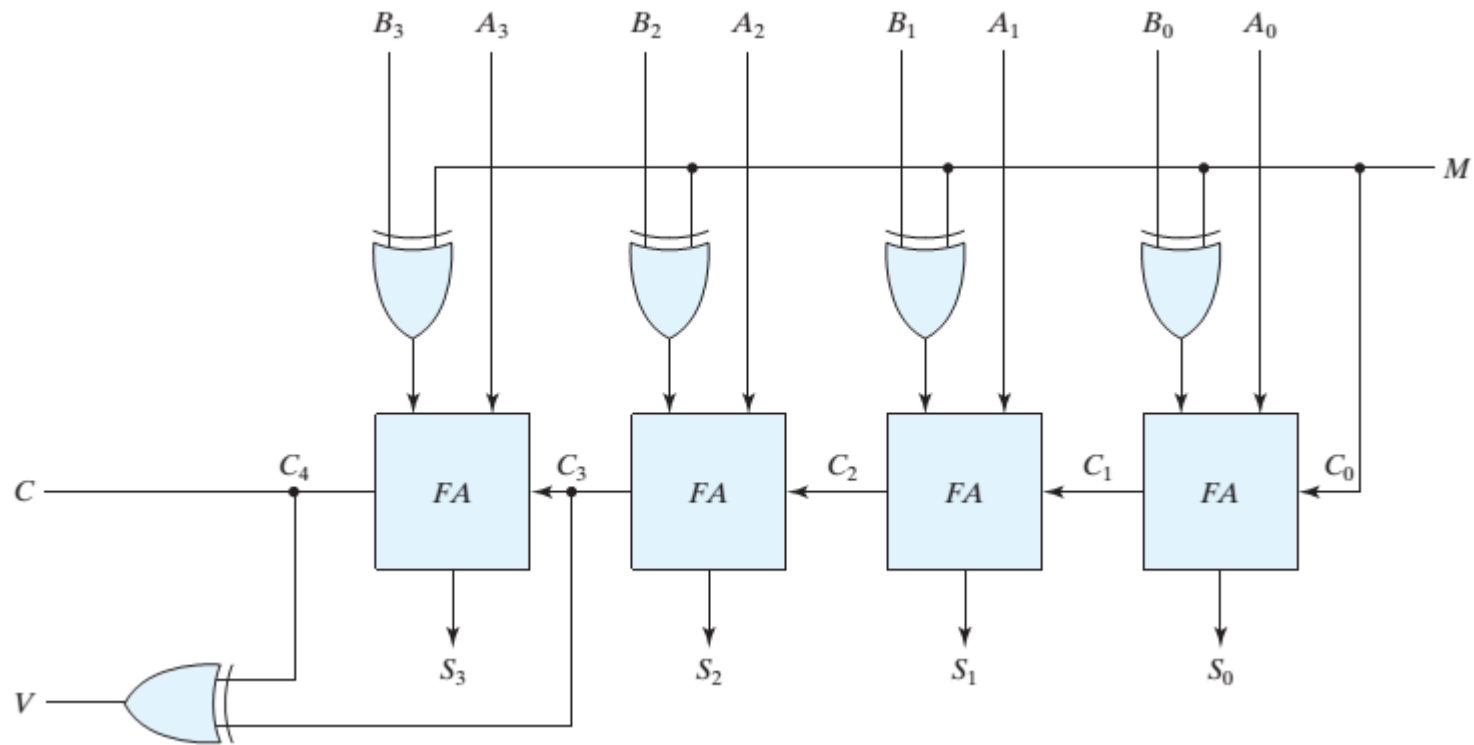 B₃ A₃ B₂ A₂ B₁ A₁ B₀ A₀
M
C₄ C₃ C₂ C₁ C₀
C FA FA FA FA
S₃ S₂ S₁ S₀
V